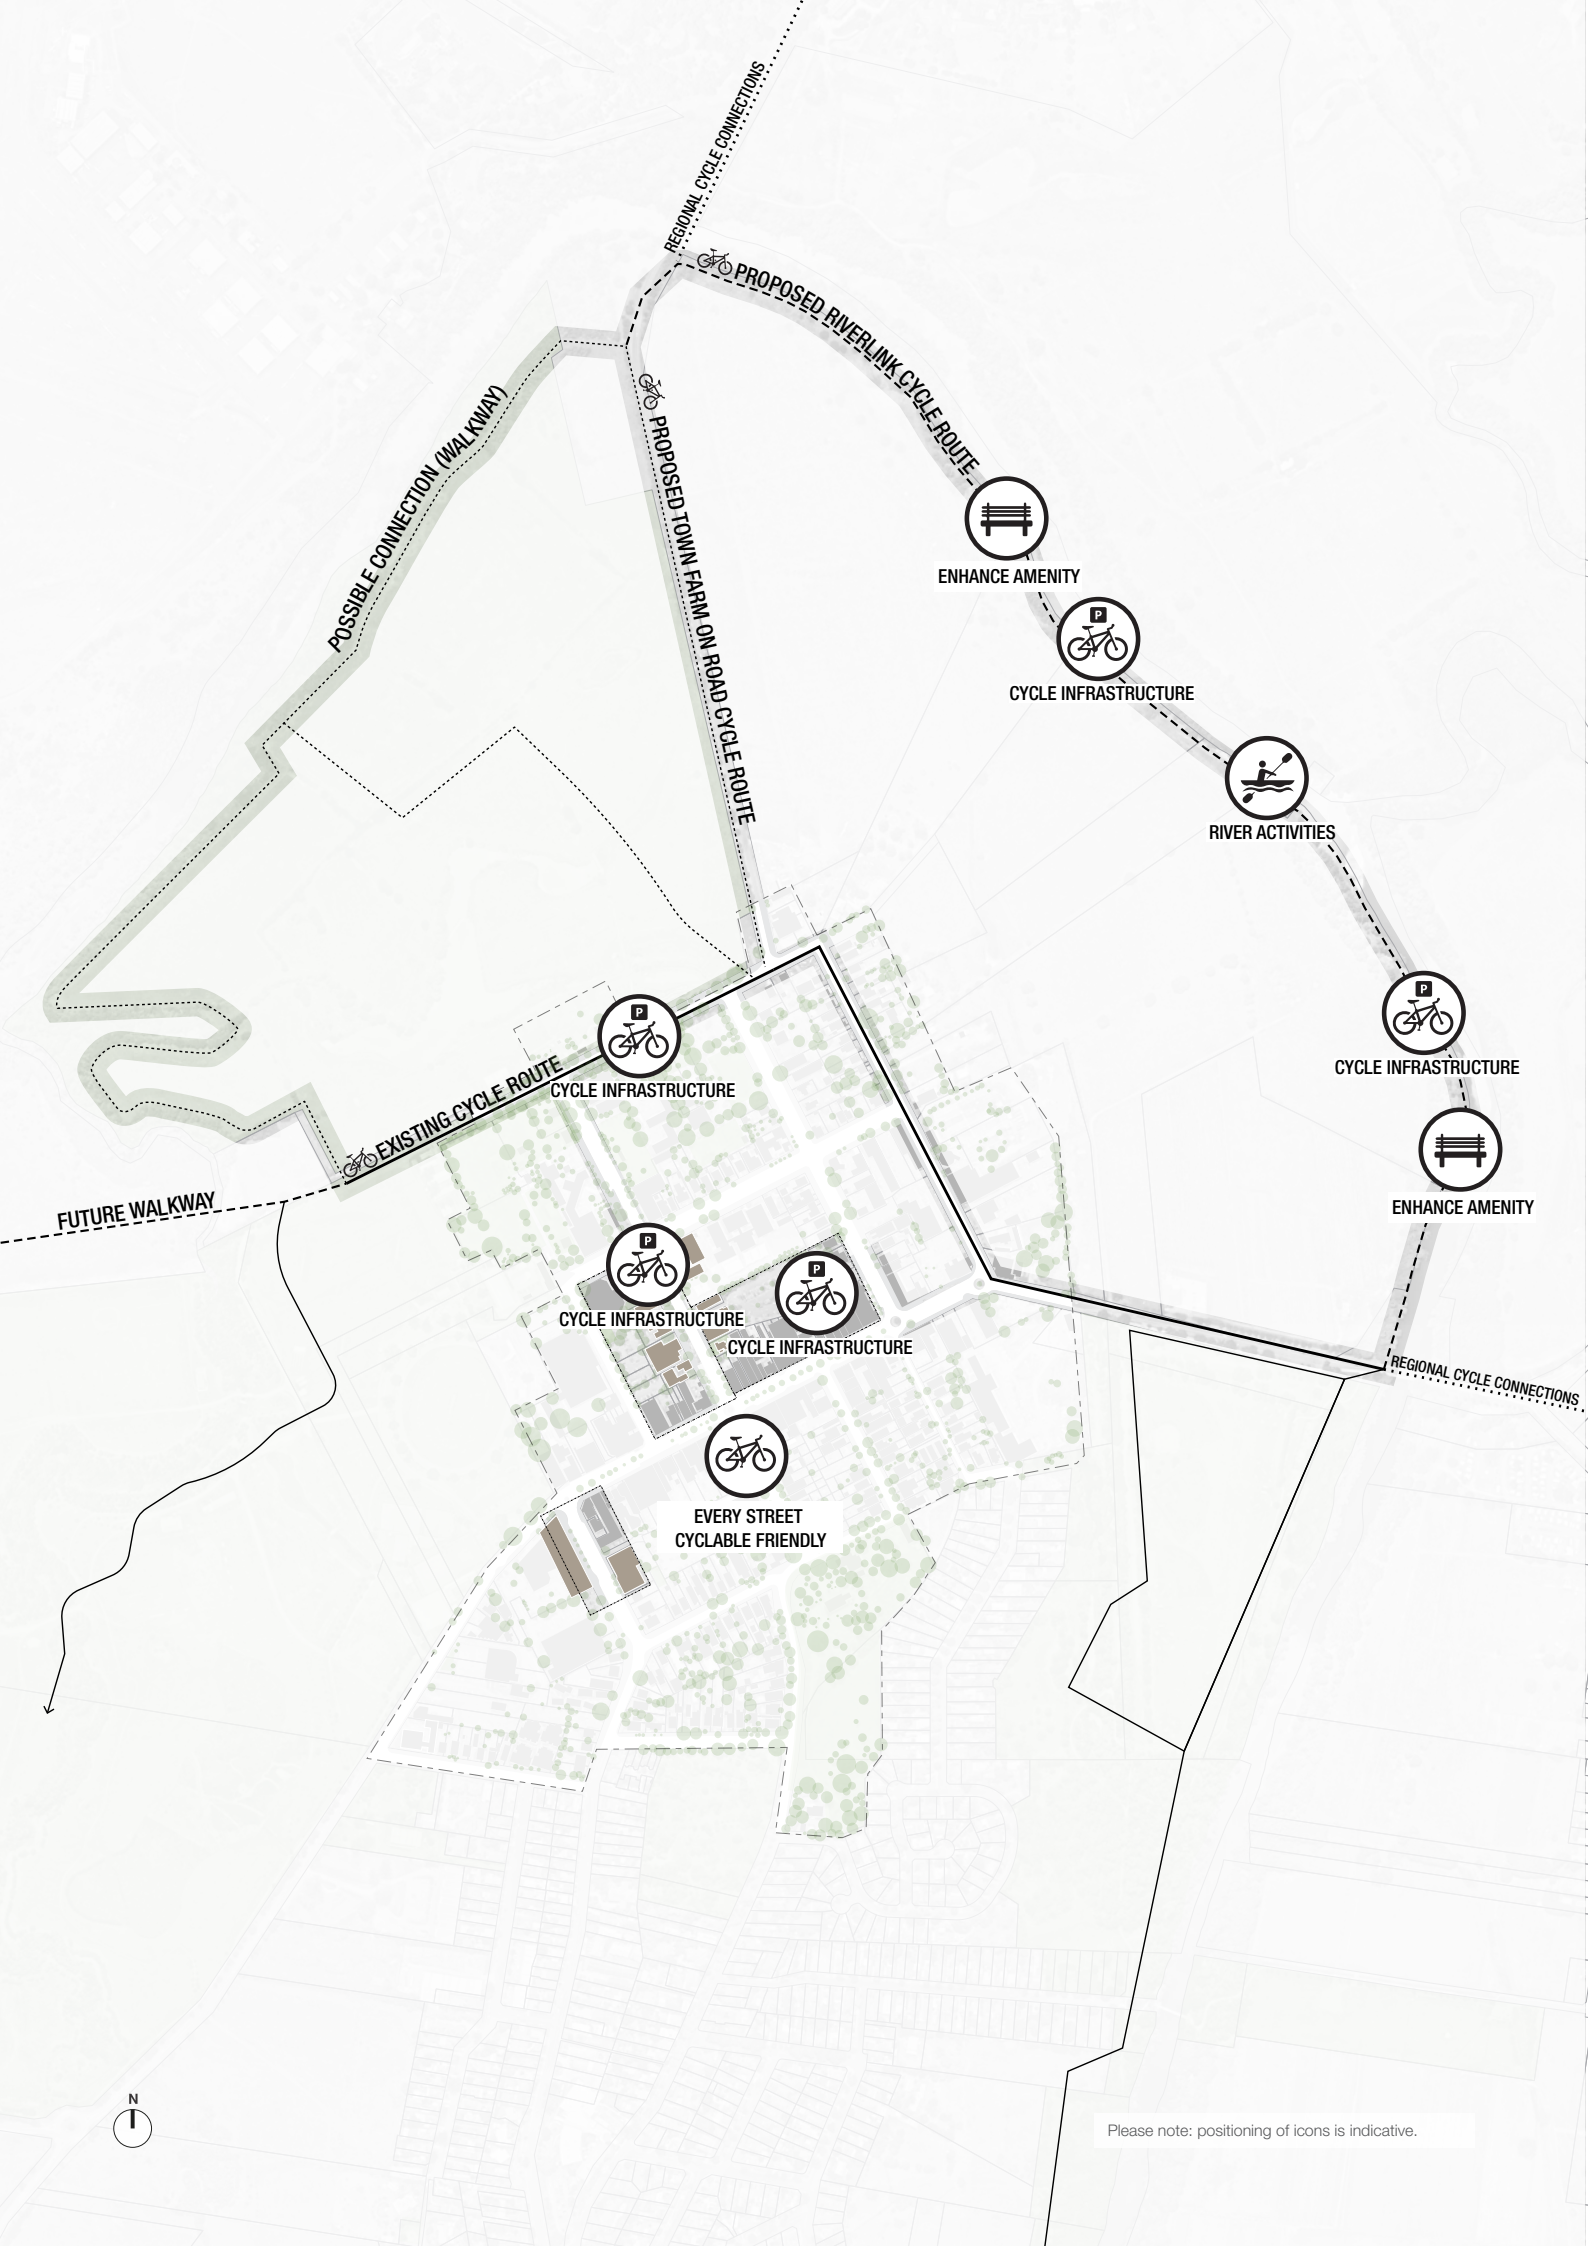 REGIONAL CYCLE CONNECTIONS
PROPOSED RIVERLINK CYCLE ROUTE
POSSIBLE CONNECTION (WALKWAY)
PROPOSED TOWN FARM ON ROAD CYCLE ROUTE
ENHANCE AMENITY
P
CYCLE INFRASTRUCTURE
RIVER ACTIVITIES
P
CYCLE INFRASTRUCTURE
P
CYCLE INFRASTRUCTURE
EXISTING CYCLE ROUTE
ENHANCE AMENITY
FUTURE WALKWAY
P
CYCLE INFRASTRUCTURE
P
CYCLE INFRASTRUCTURE
REGIONAL CYCLE CONNECTIONS
EVERY STREET
CYCLABLE FRIENDLY
N
Please note: positioning of icons is indicative.